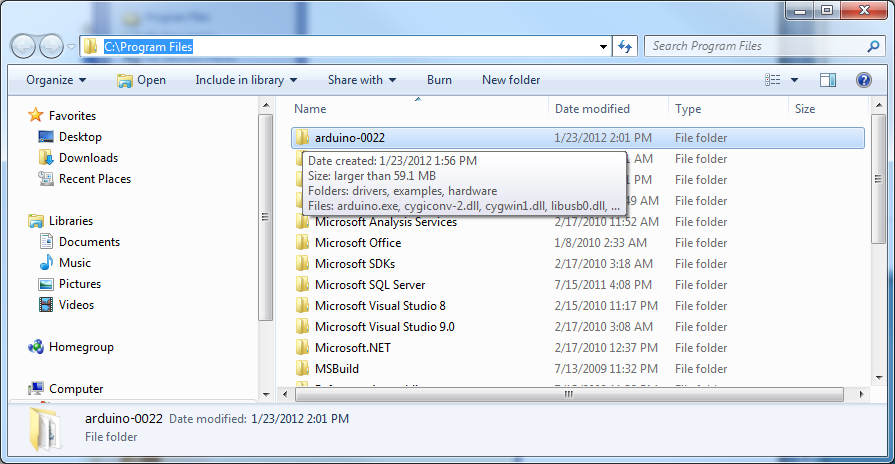 Program Files
C:\Program Files
Search Program Files
Organize Open Include in library Share with Burn New folder
Name Date modified Type Size
Favorites
Desktop
Downloads
Recent Places
Libraries
Documents
Music
Pictures
Videos
Homegroup
Computer
arduino-0022 1/23/2012 2:01 PM File folder
Date created: 1/23/2012 1:56 PM
Size: larger than 59.1 MB
Folders: drivers, examples, hardware
Files: arduino.exe, cygiconv-2.dll, cygwin1.dll, libusb0.dll, ...
AM File folder
PM File folder
49 AM File folder
Microsoft Analysis Services 2/17/2010 11:52 AM File folder
Microsoft Office 1/8/2010 2:33 AM File folder
Microsoft SDKs 2/17/2010 3:18 AM File folder
Microsoft SQL Server 7/15/2011 4:08 PM File folder
Microsoft Visual Studio 8 2/15/2010 11:17 PM File folder
Microsoft Visual Studio 9.0 2/17/2010 3:08 AM File folder
Microsoft.NET 2/17/2010 12:37 PM File folder
MSBuild 7/13/2009 11:32 PM File folder
arduino-0022 Date modified: 1/23/2012 2:01 PM
File folder